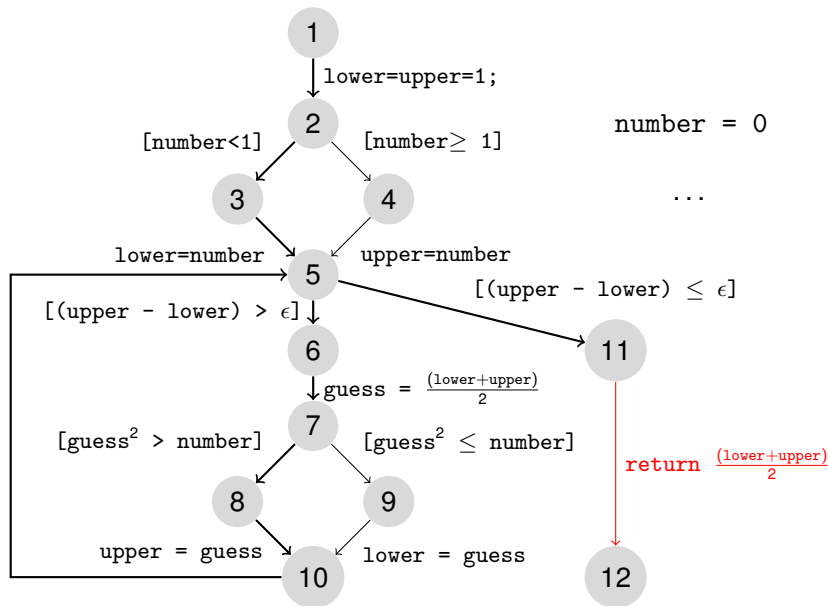 1
lower=upper=1;
2
number = 0
[number<1]
[number≥ 1]
3
4
...
lower=number
upper=number
5
[(upper - lower) ≤ ϵ]
[(upper - lower) > ϵ]
6
11
guess = (lower+upper)/2
7
[guess² > number]
[guess² ≤ number]
return (lower+upper)/2
8
9
upper = guess
lower = guess
10
12